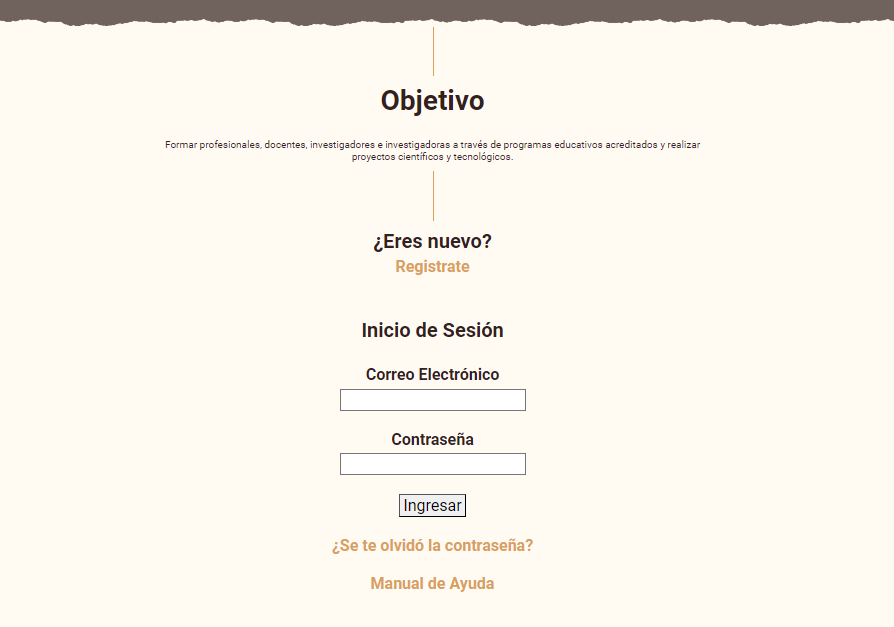 Objetivo
Formar profesionales, docentes, investigadores e investigadoras a través de programas educativos acreditados y realizar
proyectos científicos y tecnológicos.
¿Eres nuevo?
Registrate
Inicio de Sesión
Correo Electrónico
Contraseña
Ingresar
¿Se te olvidó la contraseña?
Manual de Ayuda